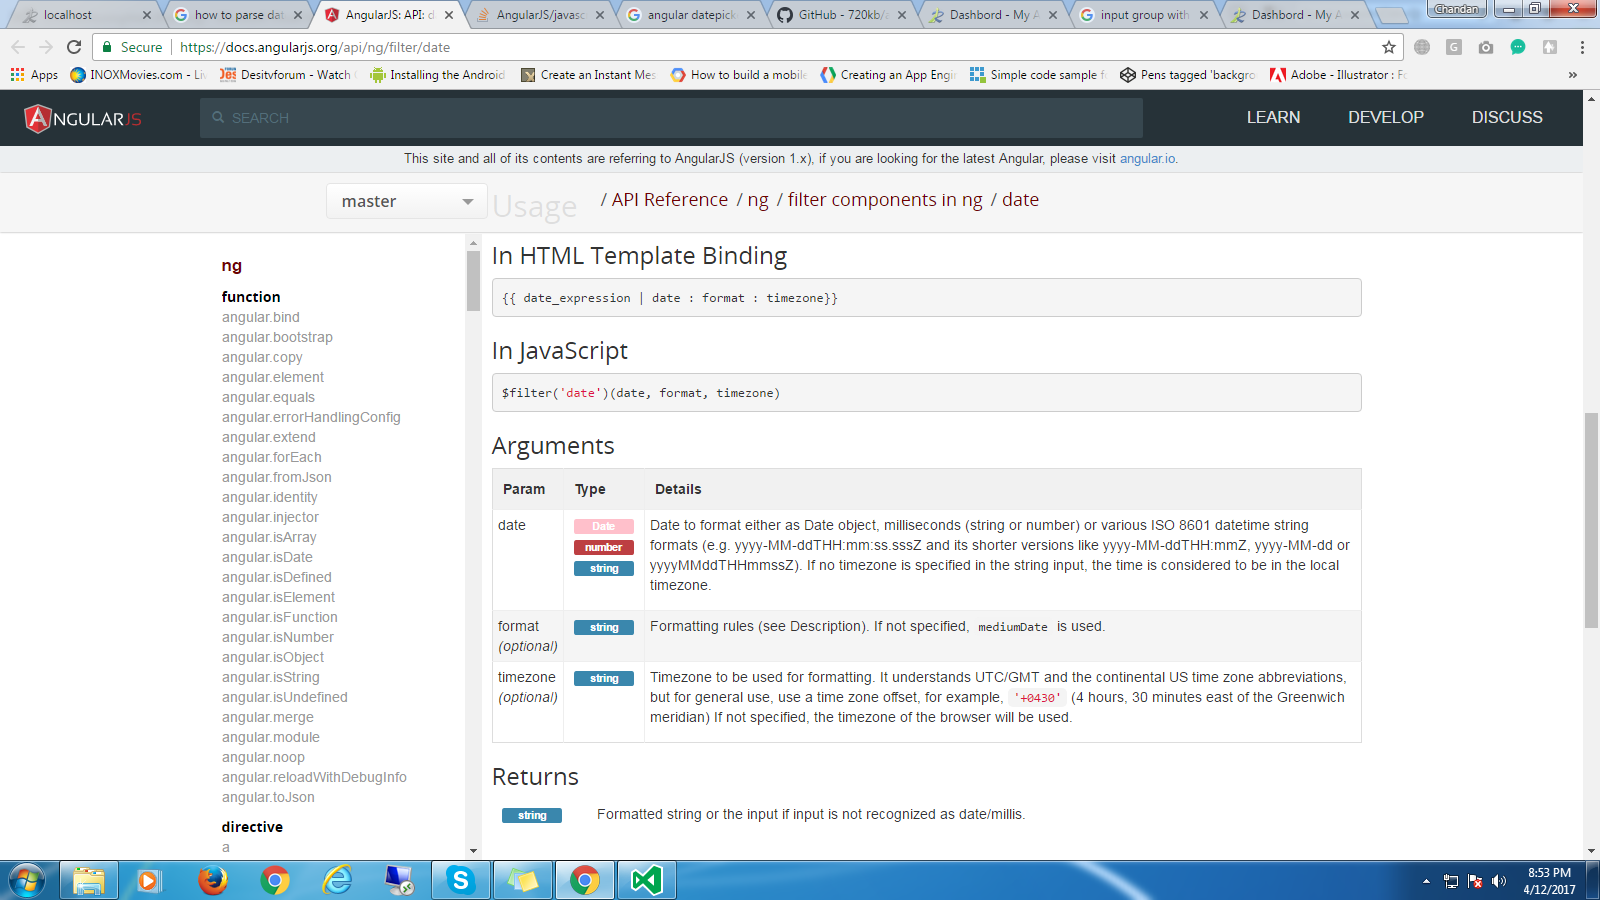 localhost
how to parse dat
AngularJS: API: d
AngularJS/javasc
angular datepick
GitHub - 720kb/a
Dashbord - My A
input group with
Dashbord - My A
Chandan
Secure
https://docs.angularjs.org/api/ng/filter/date
Apps
INOXMovies.com - Li
Desitvforum - Watch
Installing the Android
Create an Instant Mes
How to build a mobile
Creating an App Engi
Simple code sample f
Pens tagged 'backgro
Adobe - Illustrator : Fo
ANGULARJS
SEARCH
LEARN
DEVELOP
DISCUSS
This site and all of its contents are referring to AngularJS (version 1.x), if you are looking for the latest Angular, please visit angular.io.
master
Usage
/ API Reference / ng / filter components in ng / date
ng
function
angular.bind
angular.bootstrap
angular.copy
angular.element
angular.equals
angular.errorHandlingConfig
angular.extend
angular.forEach
angular.fromJson
angular.identity
angular.injector
angular.isArray
angular.isDate
angular.isDefined
angular.isElement
angular.isFunction
angular.isNumber
angular.isObject
angular.isString
angular.isUndefined
angular.merge
angular.module
angular.noop
angular.reloadWithDebugInfo
angular.toJson
directive
a
In HTML Template Binding
{{ date_expression | date : format : timezone}}
In JavaScript
$filter('date')(date, format, timezone)
Arguments
Param Type Details
date
Date
number
string
Date to format either as Date object, milliseconds (string or number) or various ISO 8601 datetime string
formats (e.g. yyyy-MM-ddTHH:mm:ss.sssZ and its shorter versions like yyyy-MM-ddTHH:mmZ, yyyy-MM-dd or
yyyyMMddTHHmmssZ). If no timezone is specified in the string input, the time is considered to be in the local
timezone.
format
(optional)
string
Formatting rules (see Description). If not specified, mediumDate is used.
timezone
(optional)
string
Timezone to be used for formatting. It understands UTC/GMT and the continental US time zone abbreviations,
but for general use, use a time zone offset, for example, '+0430' (4 hours, 30 minutes east of the Greenwich
meridian) If not specified, the timezone of the browser will be used.
Returns
string
Formatted string or the input if input is not recognized as date/millis.
8:53 PM
4/12/2017